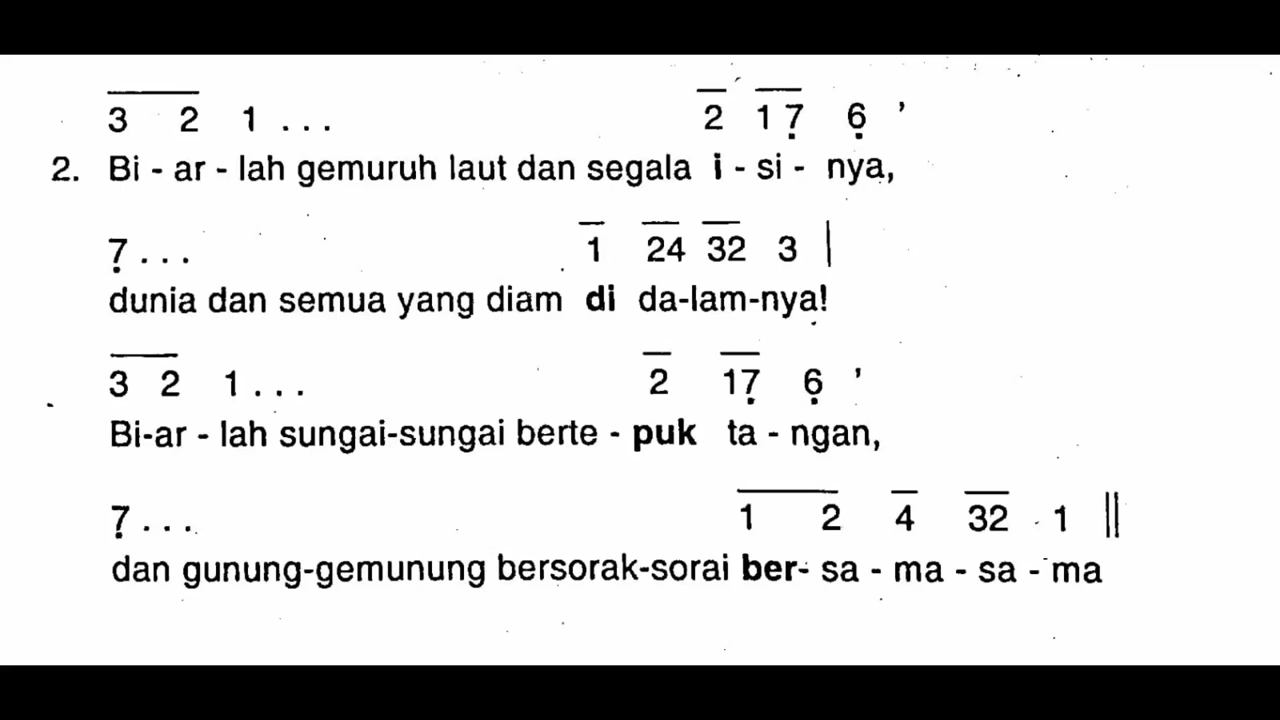 3 2 1 ... 2 1 7̣ 6̣ ’
2. Bi - ar - lah gemuruh laut dan segala i - si - nya,
7̣ ... 1 24 32 3 |
dunia dan semua yang diam di da-lam-nya!
3 2 1 ... 2 17̣ 6̣ ’
Bi-ar - lah sungai-sungai berte - puk ta - ngan,
7̣ ... 1 2 4 32 1 ||
dan gunung-gemunung bersorak-sorai ber- sa - ma - sa - ma